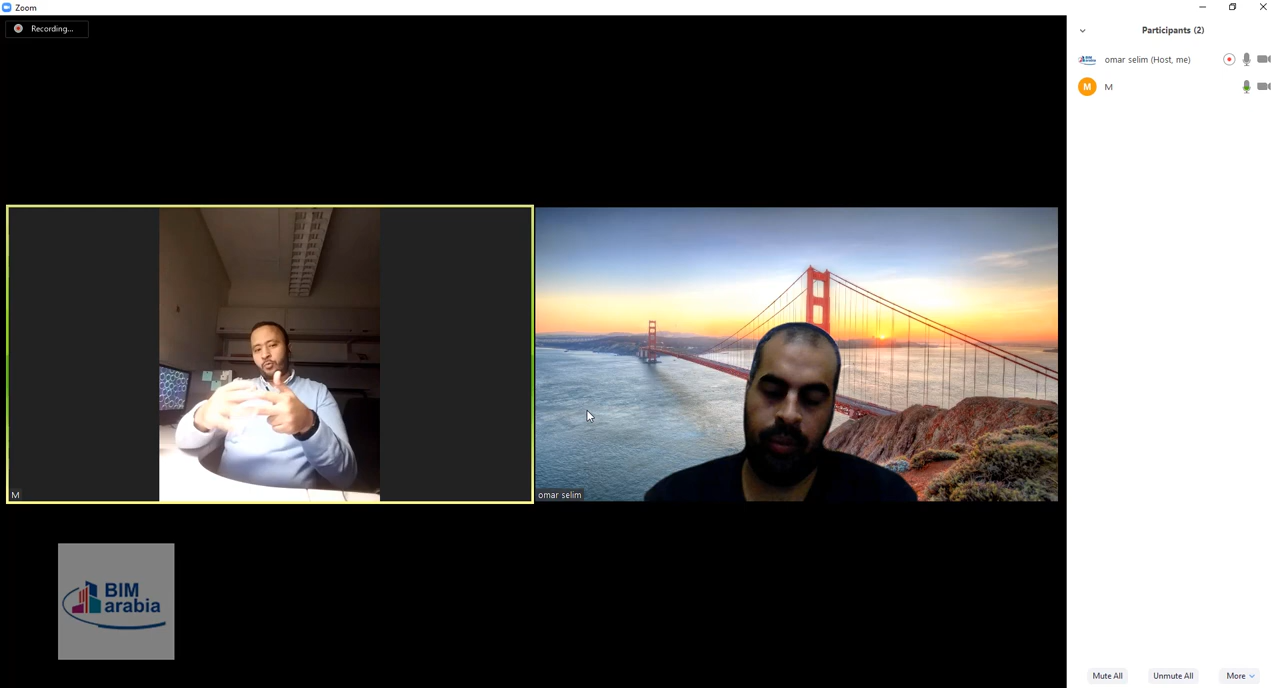 Zoom
Recording...
Participants (2)
omar selim (Host, me)
M
M
M
omar selim
BIM
arabia
Mute All
Unmute All
More